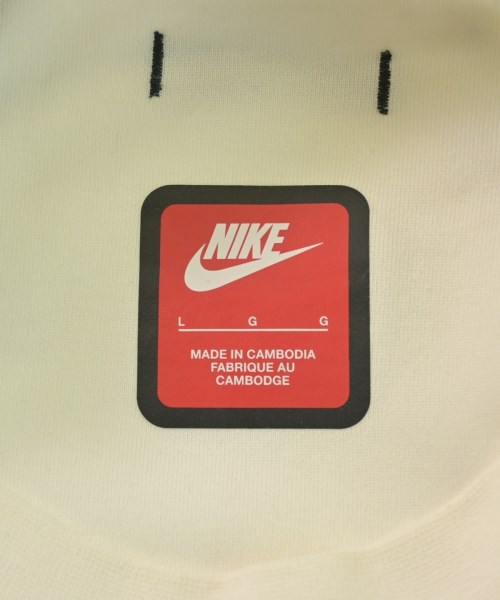 NIKE
L G G
MADE IN CAMBODIA
FABRIQUE AU
CAMBODGE